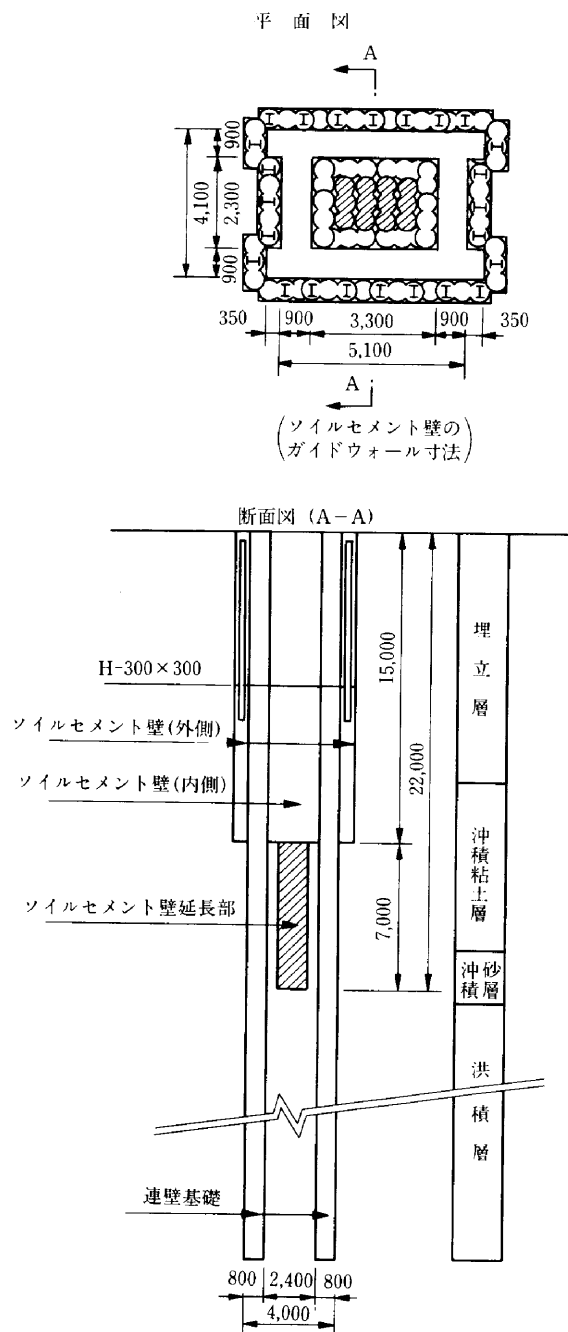 平面図
A
900
4,100
2,300
900
350
900
3,300
900
350
5,100
A
(ソイルセメント壁の
ガイドウォール寸法)
断面図 (A-A)
H-300×300
ソイルセメント壁(外側)
ソイルセメント壁(内側)
ソイルセメント壁延長部
連壁基礎
15,000
22,000
7,000
埋立層
沖積粘土層
沖積砂層
洪積層
800
2,400
800
4,000